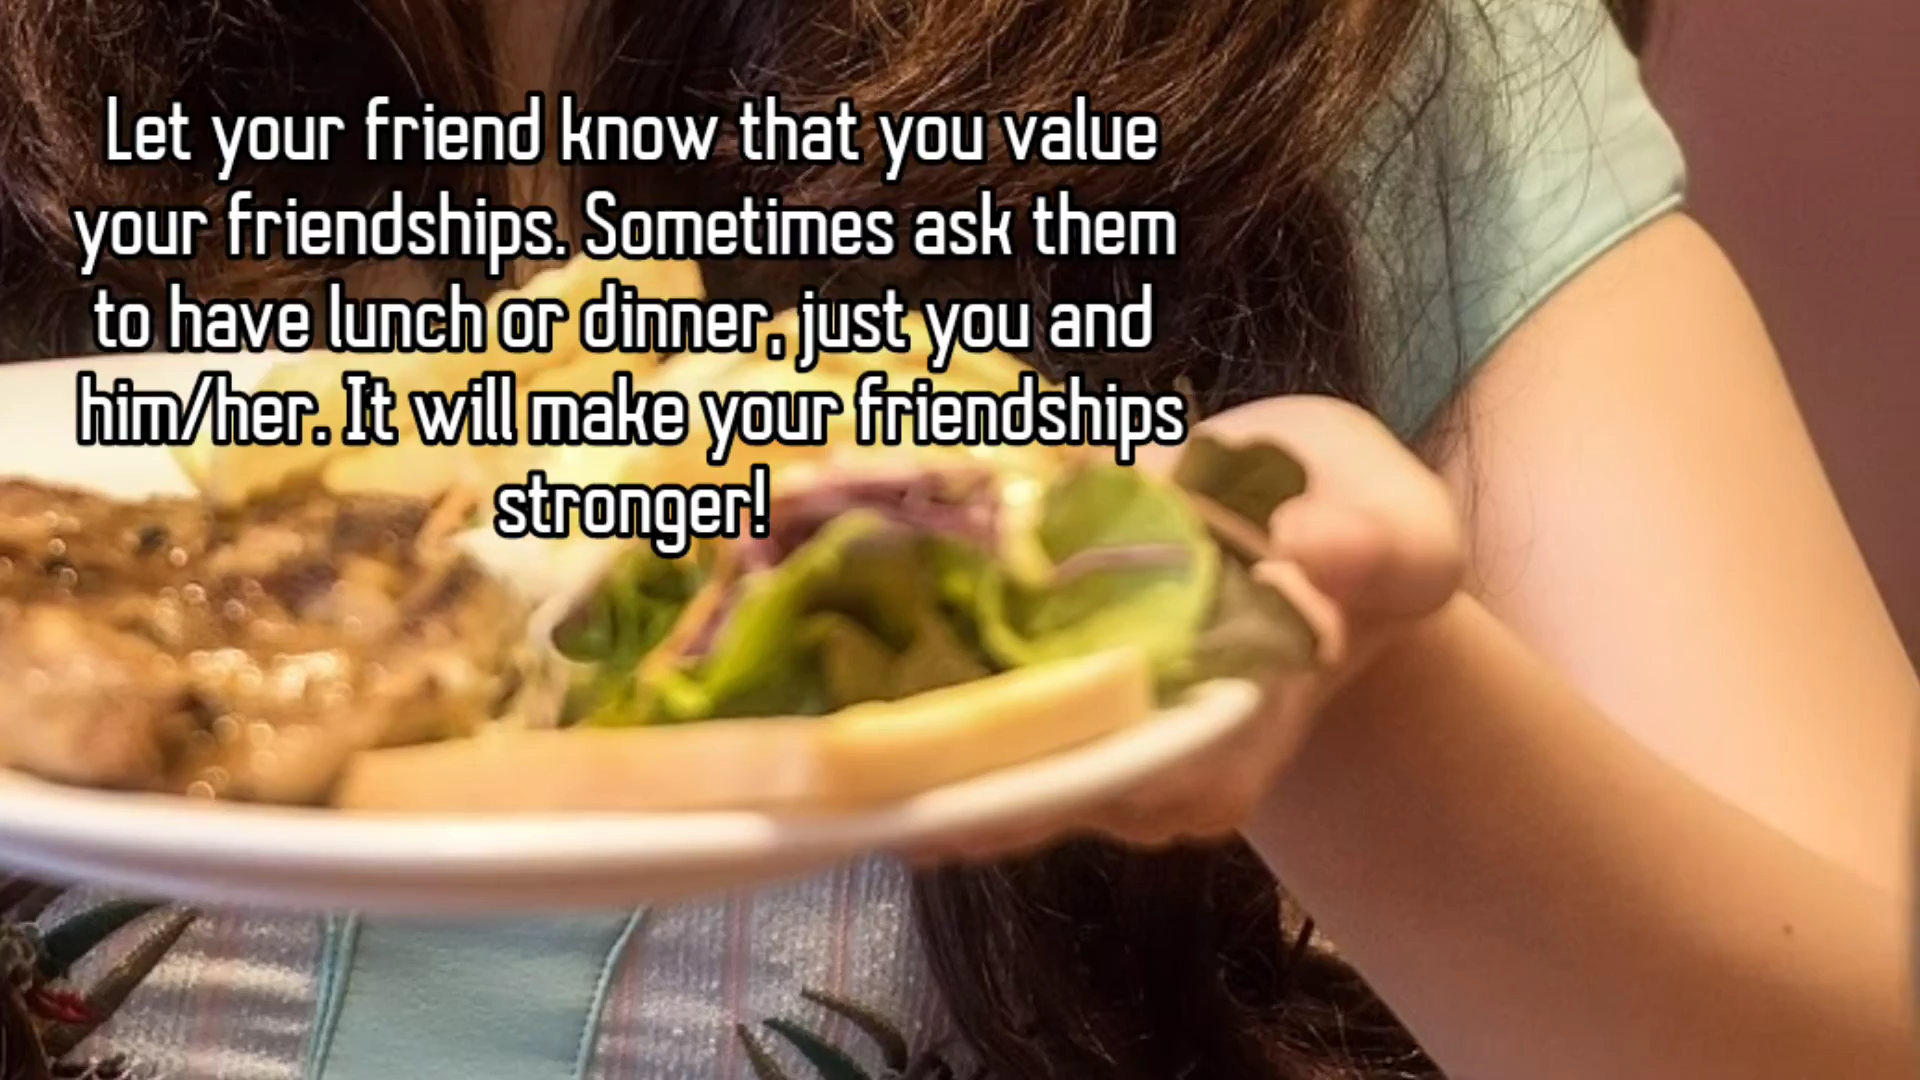 Let your friend know that you value
your friendships. Sometimes ask them
to have lunch or dinner, just you and
him/her. It will make your friendships
stronger!